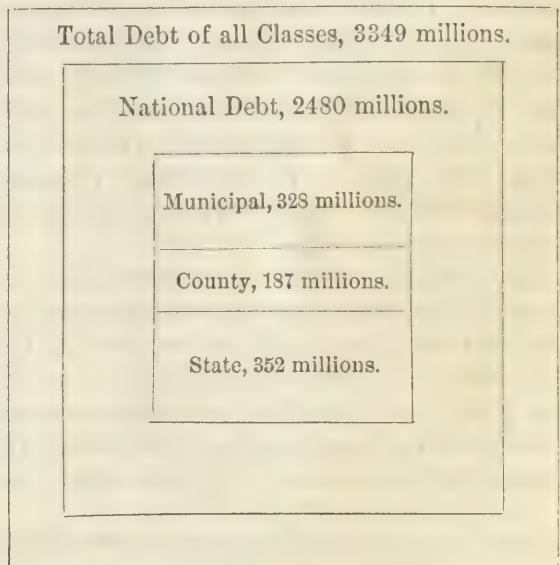 Total Debt of all Classes, 3349 millions.
National Debt, 2480 millions.
Municipal, 328 millions.
County, 187 millions.
State, 352 millions.